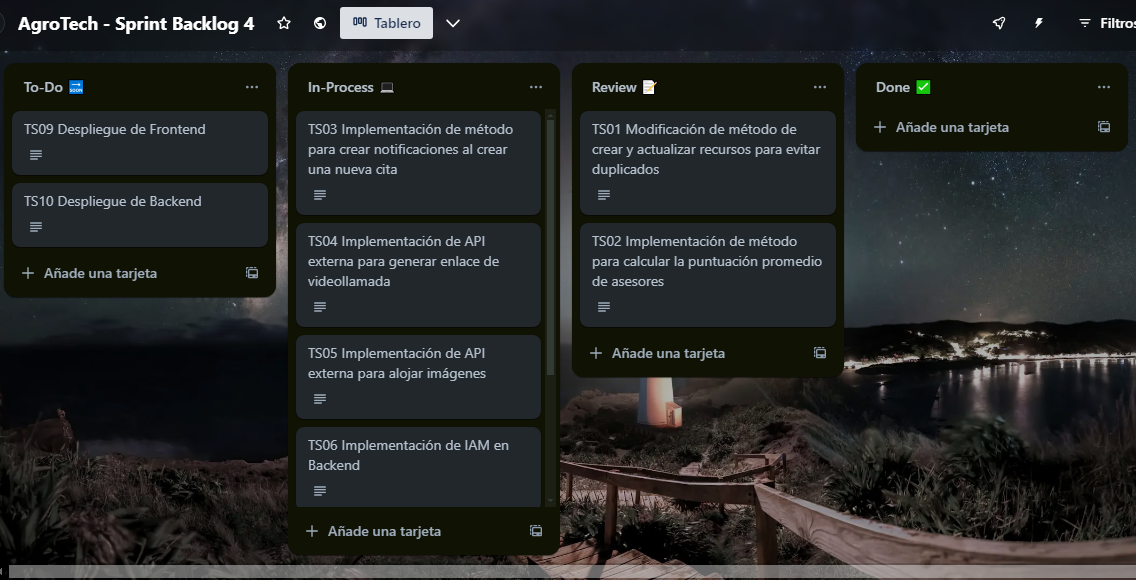 AgroTech - Sprint Backlog 4
Tablero
Filtros
To-Do
SOON
TS09 Despliegue de Frontend
TS10 Despliegue de Backend
Añade una tarjeta
In-Process
TS03 Implementación de método
para crear notificaciones al crear
una nueva cita
TS04 Implementación de API
externa para generar enlace de
videollamada
TS05 Implementación de API
externa para alojar imágenes
TS06 Implementación de IAM en
Backend
Añade una tarjeta
Review
TS01 Modificación de método de
crear y actualizar recursos para evitar
duplicados
TS02 Implementación de método
para calcular la puntuación promedio
de asesores
Añade una tarjeta
Done
Añade una tarjeta